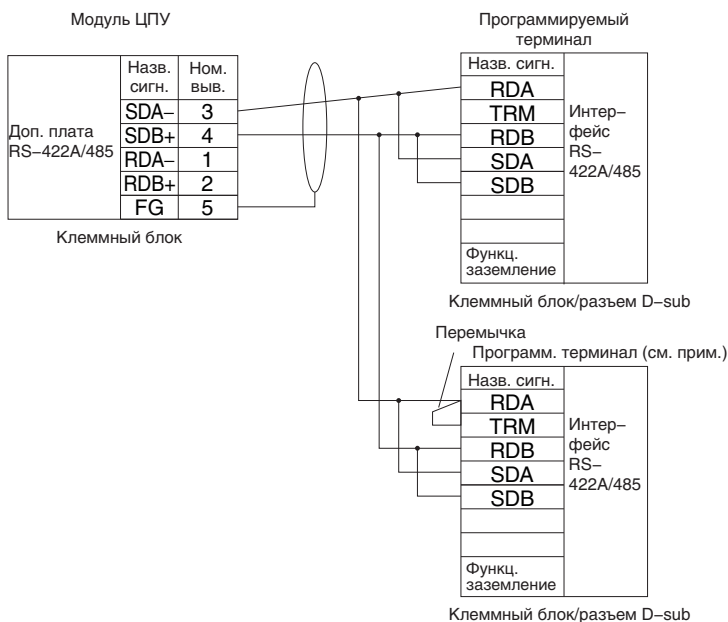 Модуль ЦПУ
Назв. сигн.
Ном. выв.
Доп. плата
RS–422A/485
SDA– 3
SDB+ 4
RDA– 1
RDB+ 2
FG 5
Клеммный блок
Программируемый
терминал
Назв. сигн.
RDA
TRM
RDB
SDA
SDB
Функц.
заземление
Интер–
фейс
RS–
422A/485
Клеммный блок/разъем D–sub
Перемычка
Программ. терминал (см. прим.)
Назв. сигн.
RDA
TRM
RDB
SDA
SDB
Функц.
заземление
Интер–
фейс
RS–
422A/485
Клеммный блок/разъем D–sub